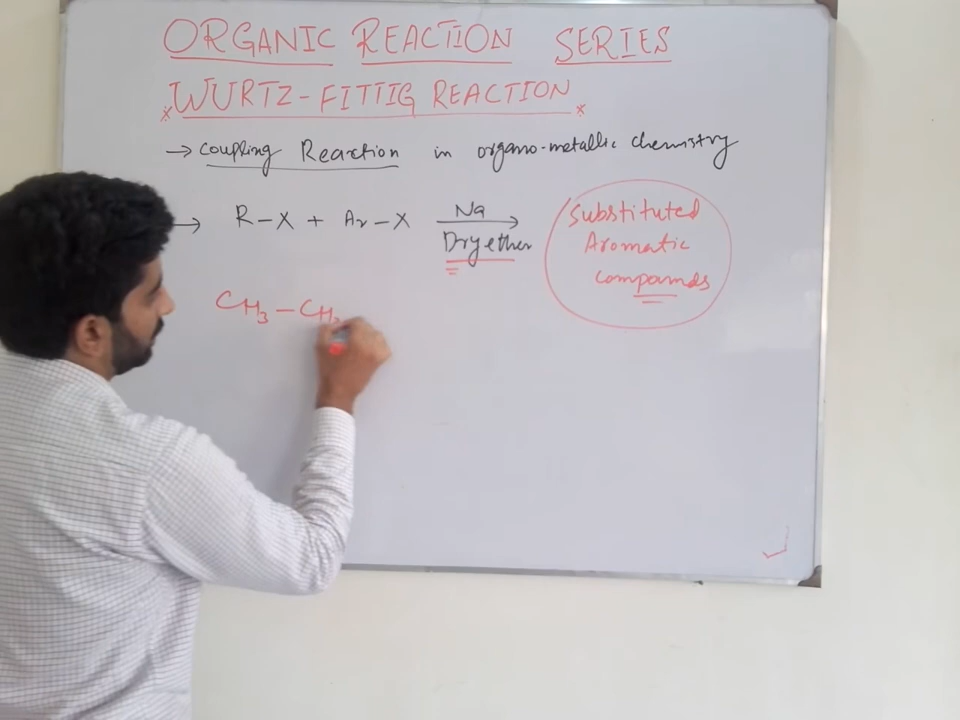 ORGANIC REACTION SERIES
WURTZ-FITTIG REACTION
→ Coupling Reaction in organo-metallic chemistry
→ R-X + Ar-X Na
Dry ether
Substituted
Aromatic
compounds
CH₃-CH₂